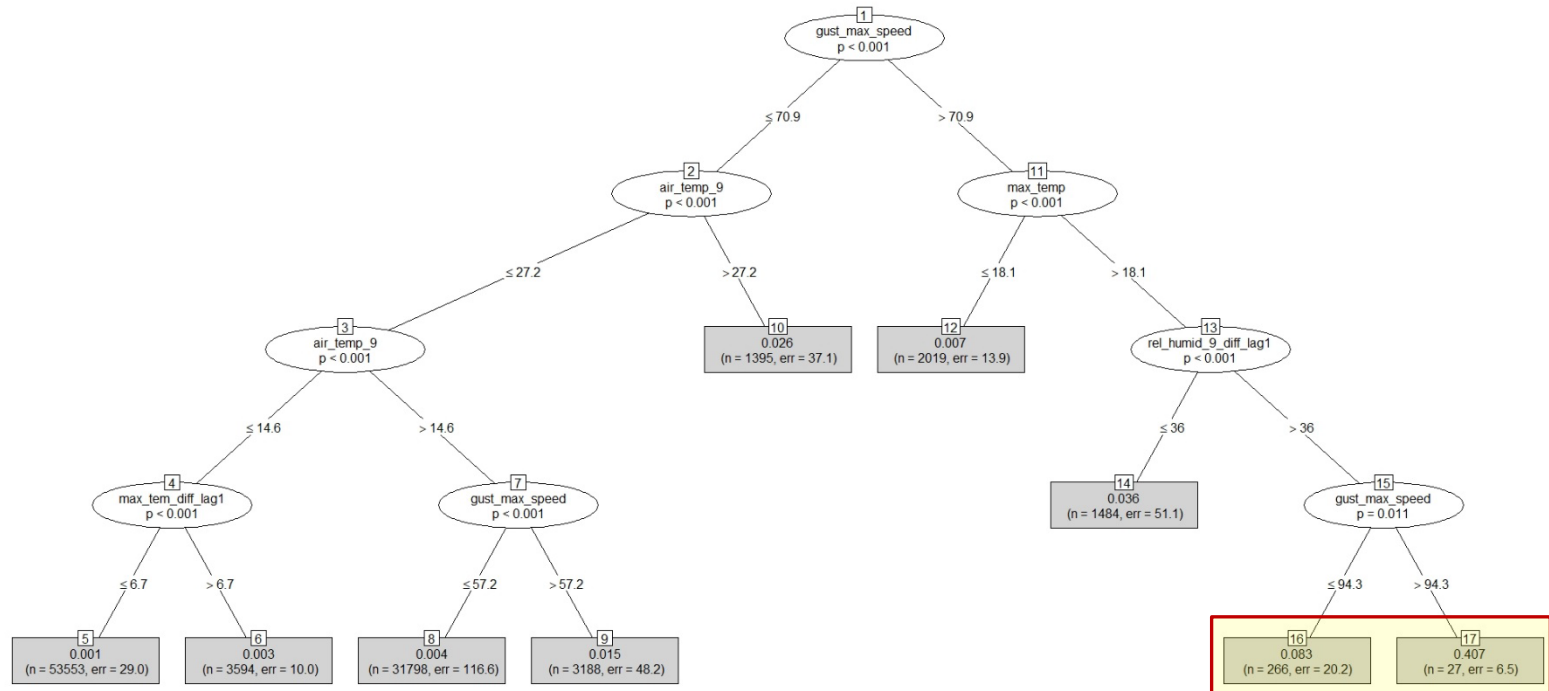 1
gust_max_speed
p < 0.001
≤ 70.9
> 70.9
2
air_temp_9
p < 0.001
11
max_temp
p < 0.001
≤ 27.2
> 27.2
≤ 18.1
> 18.1
3
air_temp_9
p < 0.001
10
0.026
(n = 1395, err = 37.1)
12
0.007
(n = 2019, err = 13.9)
13
rel_humid_9_diff_lag1
p < 0.001
≤ 14.6
> 14.6
≤ 36
> 36
4
max_tem_diff_lag1
p < 0.001
7
gust_max_speed
p < 0.001
14
0.036
(n = 1484, err = 51.1)
15
gust_max_speed
p = 0.011
≤ 6.7
> 6.7
≤ 57.2
> 57.2
≤ 94.3
> 94.3
5
0.001
(n = 53553, err = 29.0)
6
0.003
(n = 3594, err = 10.0)
8
0.004
(n = 31798, err = 116.6)
9
0.015
(n = 3188, err = 48.2)
16
0.083
(n = 266, err = 20.2)
17
0.407
(n = 27, err = 6.5)